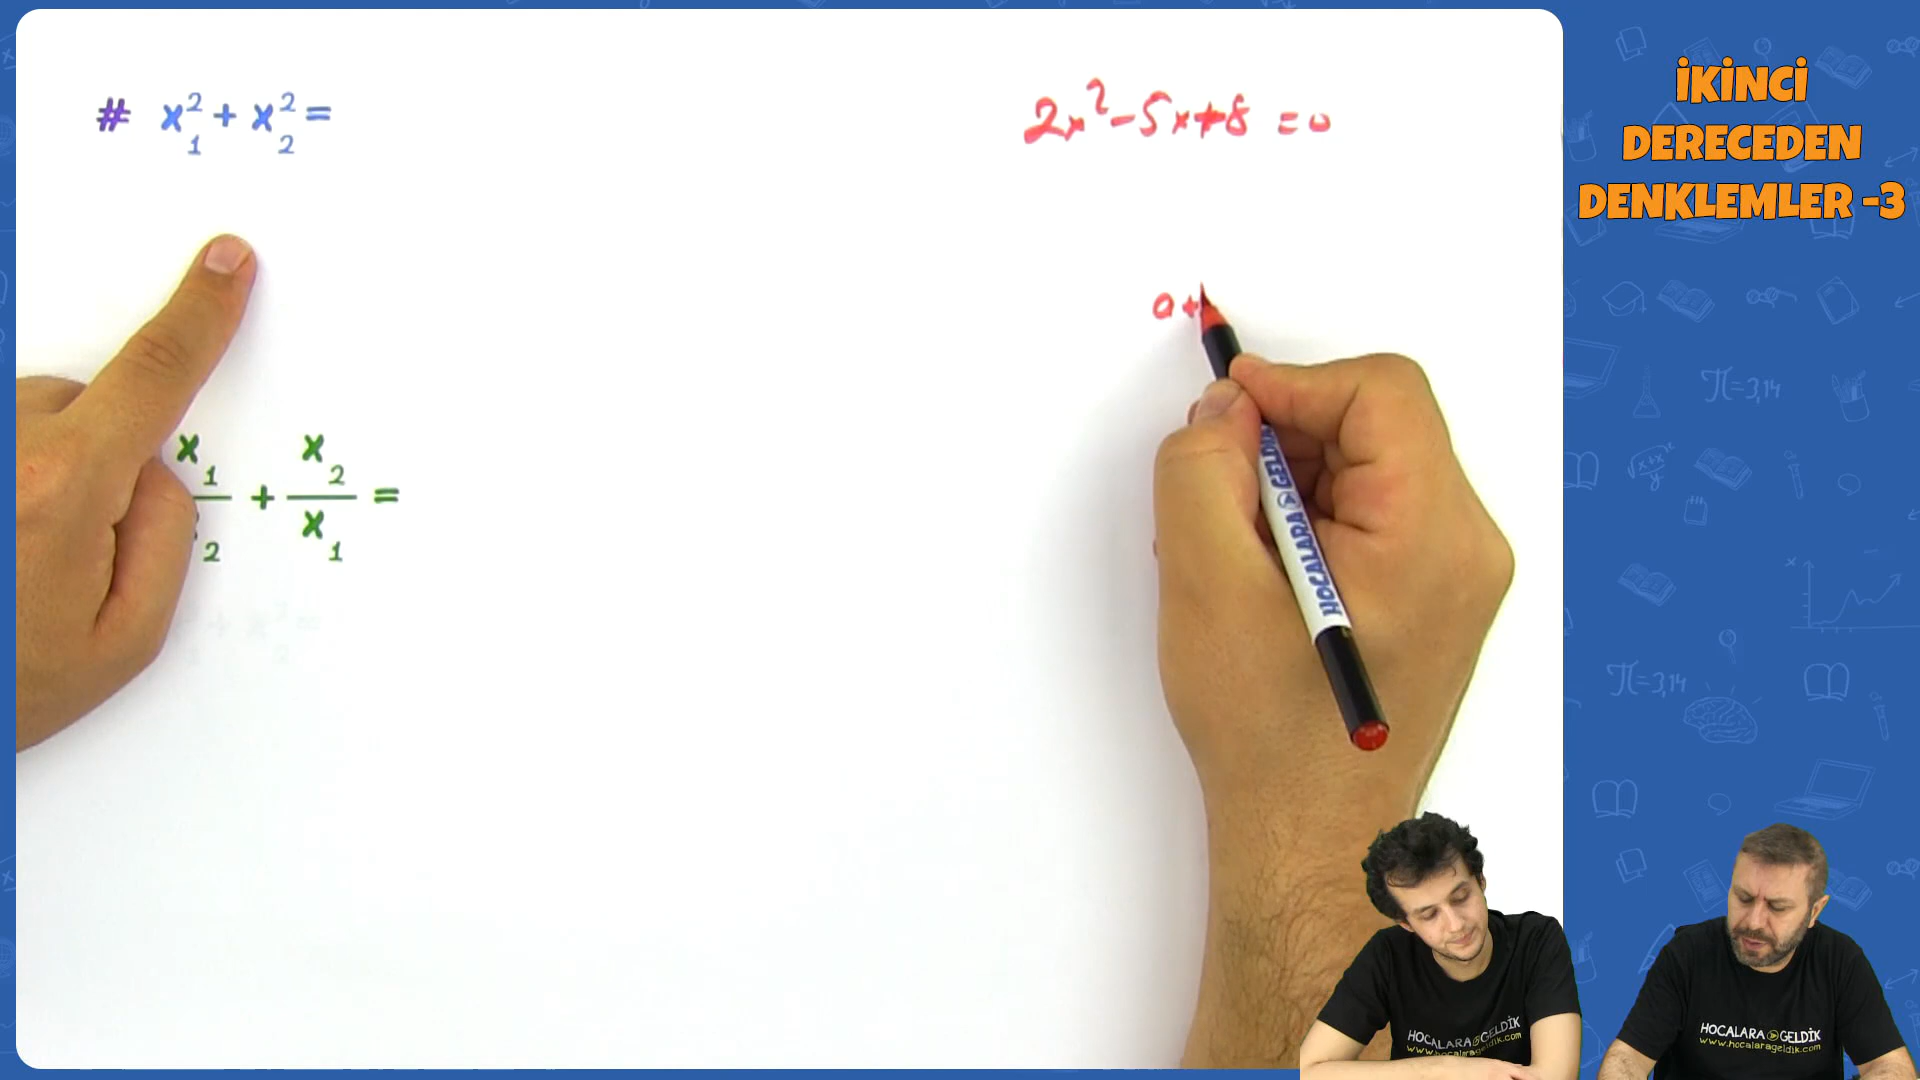 # x₁² + x₂² =
2x² - 5x + 8 = 0
a +
x₁/x₂ + x₂/x₁ =
İKİNCİ
DERECEDEN
DENKLEMLER -3
HOCALARA GELDİK
π=3,14
π=3,14
HOCALARA GELDİK
www.hocalarageldik.com
HOCALARA GELDİK
www.hocalarageldik.com